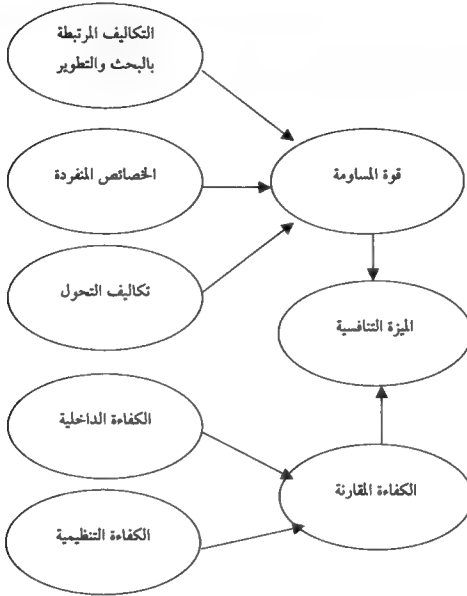 التكاليف المرتبطة
بالبحث والتطوير
الخصائص المنفردة
قوة المساومة
تكاليف التحول
الميزة التنافسية
الكفاءة الداخلية
الكفاءة المقارنة
الكفاءة التنظيمية